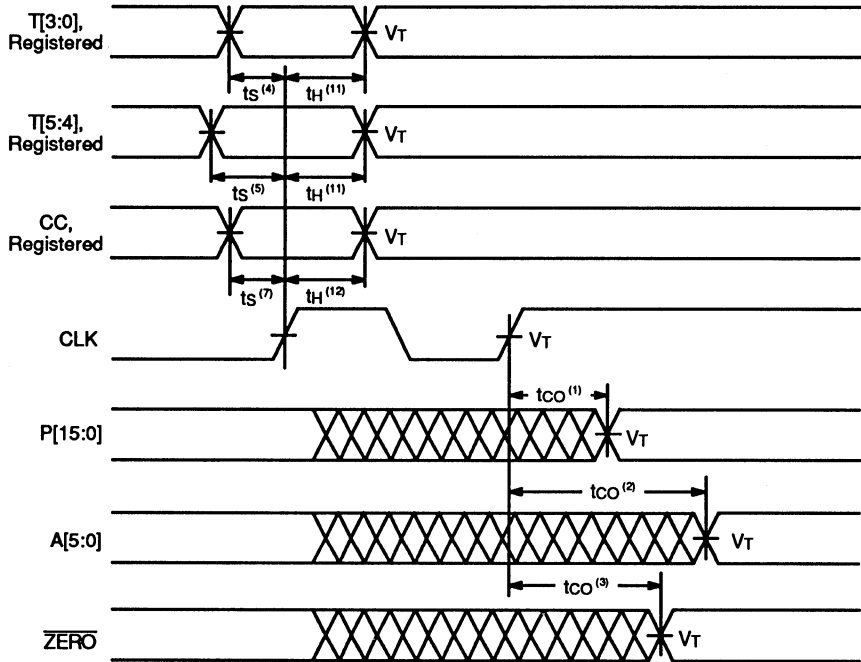 T[3:0],
Registered
VT
tS(4)
tH(11)
T[5:4],
Registered
VT
tS(5)
tH(11)
CC,
Registered
VT
tS(7)
tH(12)
CLK
VT
tCO(1)
P[15:0]
VT
tCO(2)
A[5:0]
VT
tCO(3)
ZERO
VT